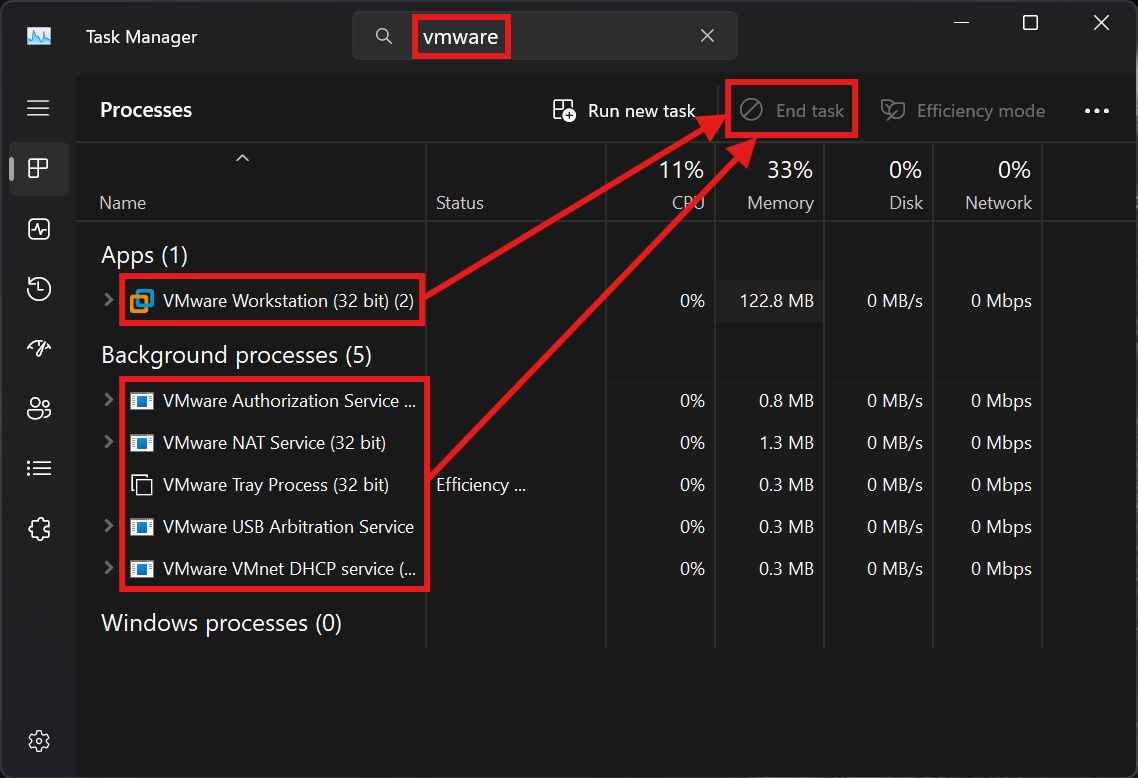 Task Manager
vmware
Processes
Run new task
End task
Efficiency mode
11% 33% 0% 0%
Name Status CPU Memory Disk Network
Apps (1)
VMware Workstation (32 bit) (2) 0% 122.8 MB 0 MB/s 0 Mbps
Background processes (5)
VMware Authorization Service ... 0% 0.8 MB 0 MB/s 0 Mbps
VMware NAT Service (32 bit) 0% 1.3 MB 0 MB/s 0 Mbps
VMware Tray Process (32 bit) Efficiency ... 0% 0.3 MB 0 MB/s 0 Mbps
VMware USB Arbitration Service 0% 0.3 MB 0 MB/s 0 Mbps
VMware VMnet DHCP service (... 0% 0.3 MB 0 MB/s 0 Mbps
Windows processes (0)